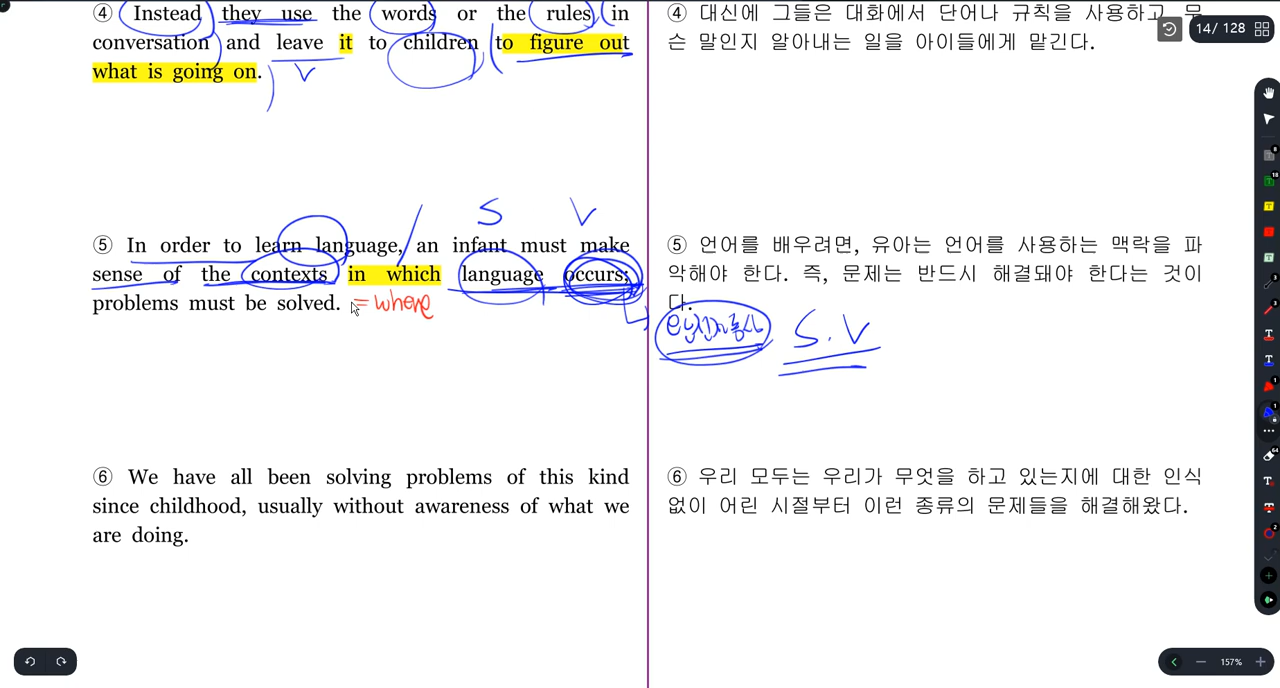 ④ Instead they use the words or the rules in
conversation and leave it to children to figure out
what is going on.
V
④ 대신에 그들은 대화에서 단어나 규칙을 사용하고, 무
슨 말인지 알아내는 일을 아이들에게 맡긴다.
14 / 128
S V
⑤ In order to learn language, an infant must make
sense of the contexts in which language occurs;
problems must be solved. = where
⑤ 언어를 배우려면, 유아는 언어를 사용하는 맥락을 파
악해야 한다. 즉, 문제는 반드시 해결돼야 한다는 것이
다.
S. V
⑥ We have all been solving problems of this kind
since childhood, usually without awareness of what we
are doing.
⑥ 우리 모두는 우리가 무엇을 하고 있는지에 대한 인식
없이 어린 시절부터 이런 종류의 문제들을 해결해왔다.
157%